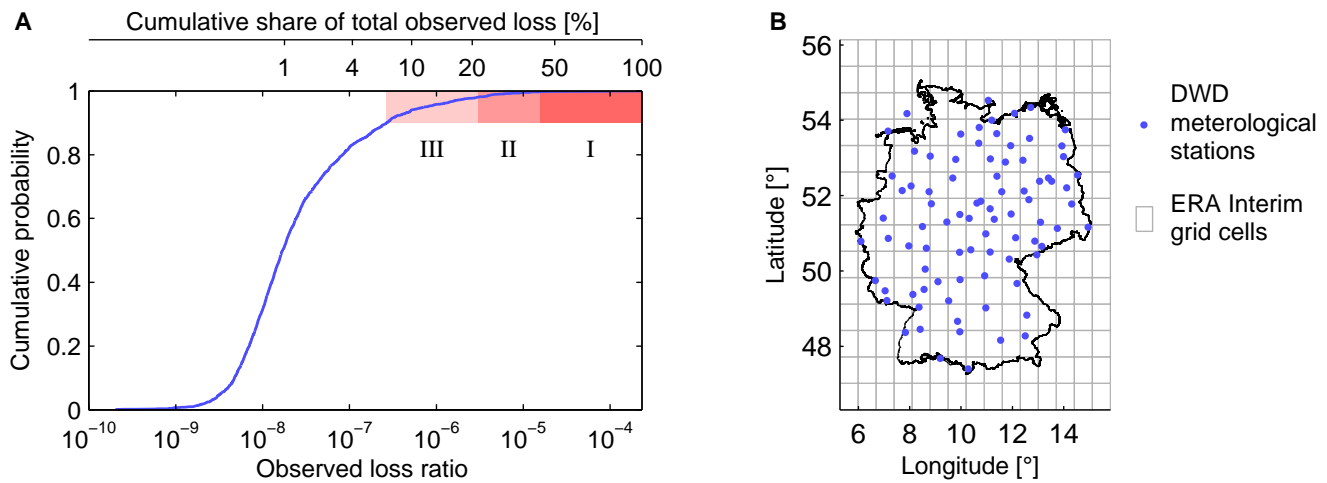 A
Cumulative share of total observed loss [%]
1 4 10 20 50 100
1
0.8
0.6
0.4
0.2
0
Cumulative probability
III II I
10^-10 10^-9 10^-8 10^-7 10^-6 10^-5 10^-4
Observed loss ratio
B
56
54
52
50
48
Latitude [°]
6 8 10 12 14
Longitude [°]
DWD
meterological
stations
ERA Interim
grid cells